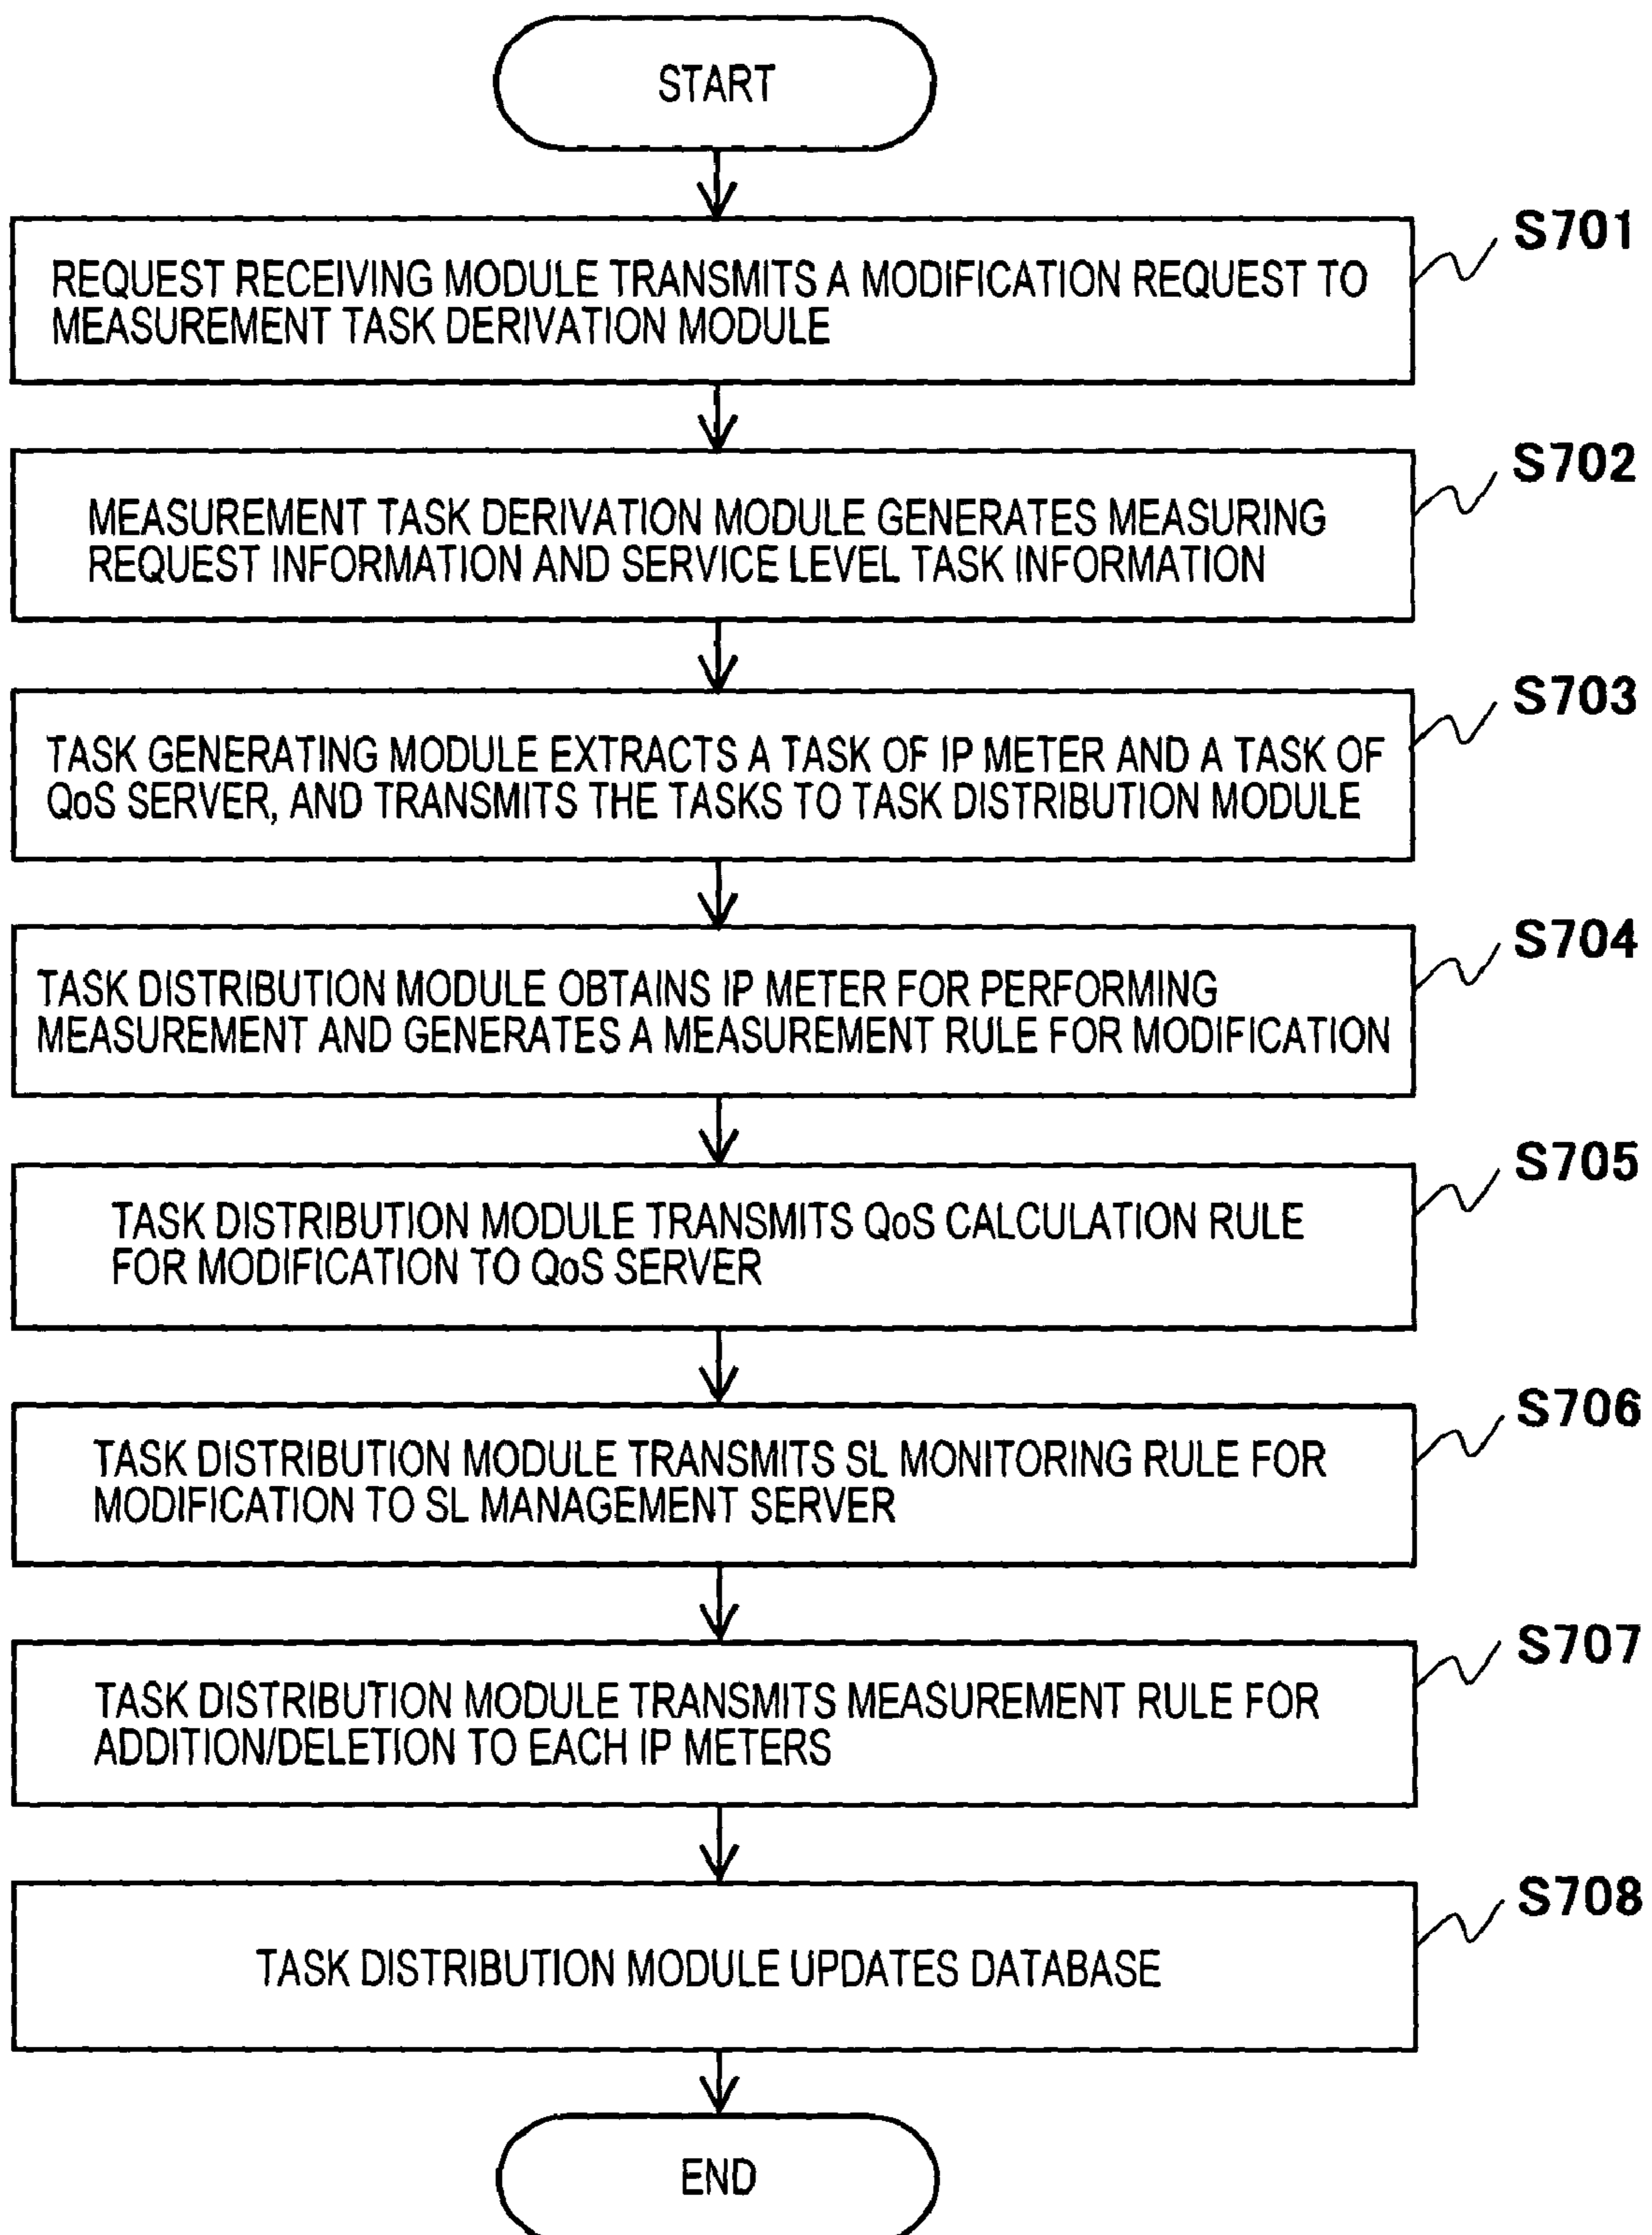 START
S701
REQUEST RECEIVING MODULE TRANSMITS A MODIFICATION REQUEST TO
MEASUREMENT TASK DERIVATION MODULE
S702
MEASUREMENT TASK DERIVATION MODULE GENERATES MEASURING
REQUEST INFORMATION AND SERVICE LEVEL TASK INFORMATION
S703
TASK GENERATING MODULE EXTRACTS A TASK OF IP METER AND A TASK OF
QoS SERVER, AND TRANSMITS THE TASKS TO TASK DISTRIBUTION MODULE
S704
TASK DISTRIBUTION MODULE OBTAINS IP METER FOR PERFORMING
MEASUREMENT AND GENERATES A MEASUREMENT RULE FOR MODIFICATION
S705
TASK DISTRIBUTION MODULE TRANSMITS QoS CALCULATION RULE
FOR MODIFICATION TO QoS SERVER
S706
TASK DISTRIBUTION MODULE TRANSMITS SL MONITORING RULE FOR
MODIFICATION TO SL MANAGEMENT SERVER
S707
TASK DISTRIBUTION MODULE TRANSMITS MEASUREMENT RULE FOR
ADDITION/DELETION TO EACH IP METERS
S708
TASK DISTRIBUTION MODULE UPDATES DATABASE
END